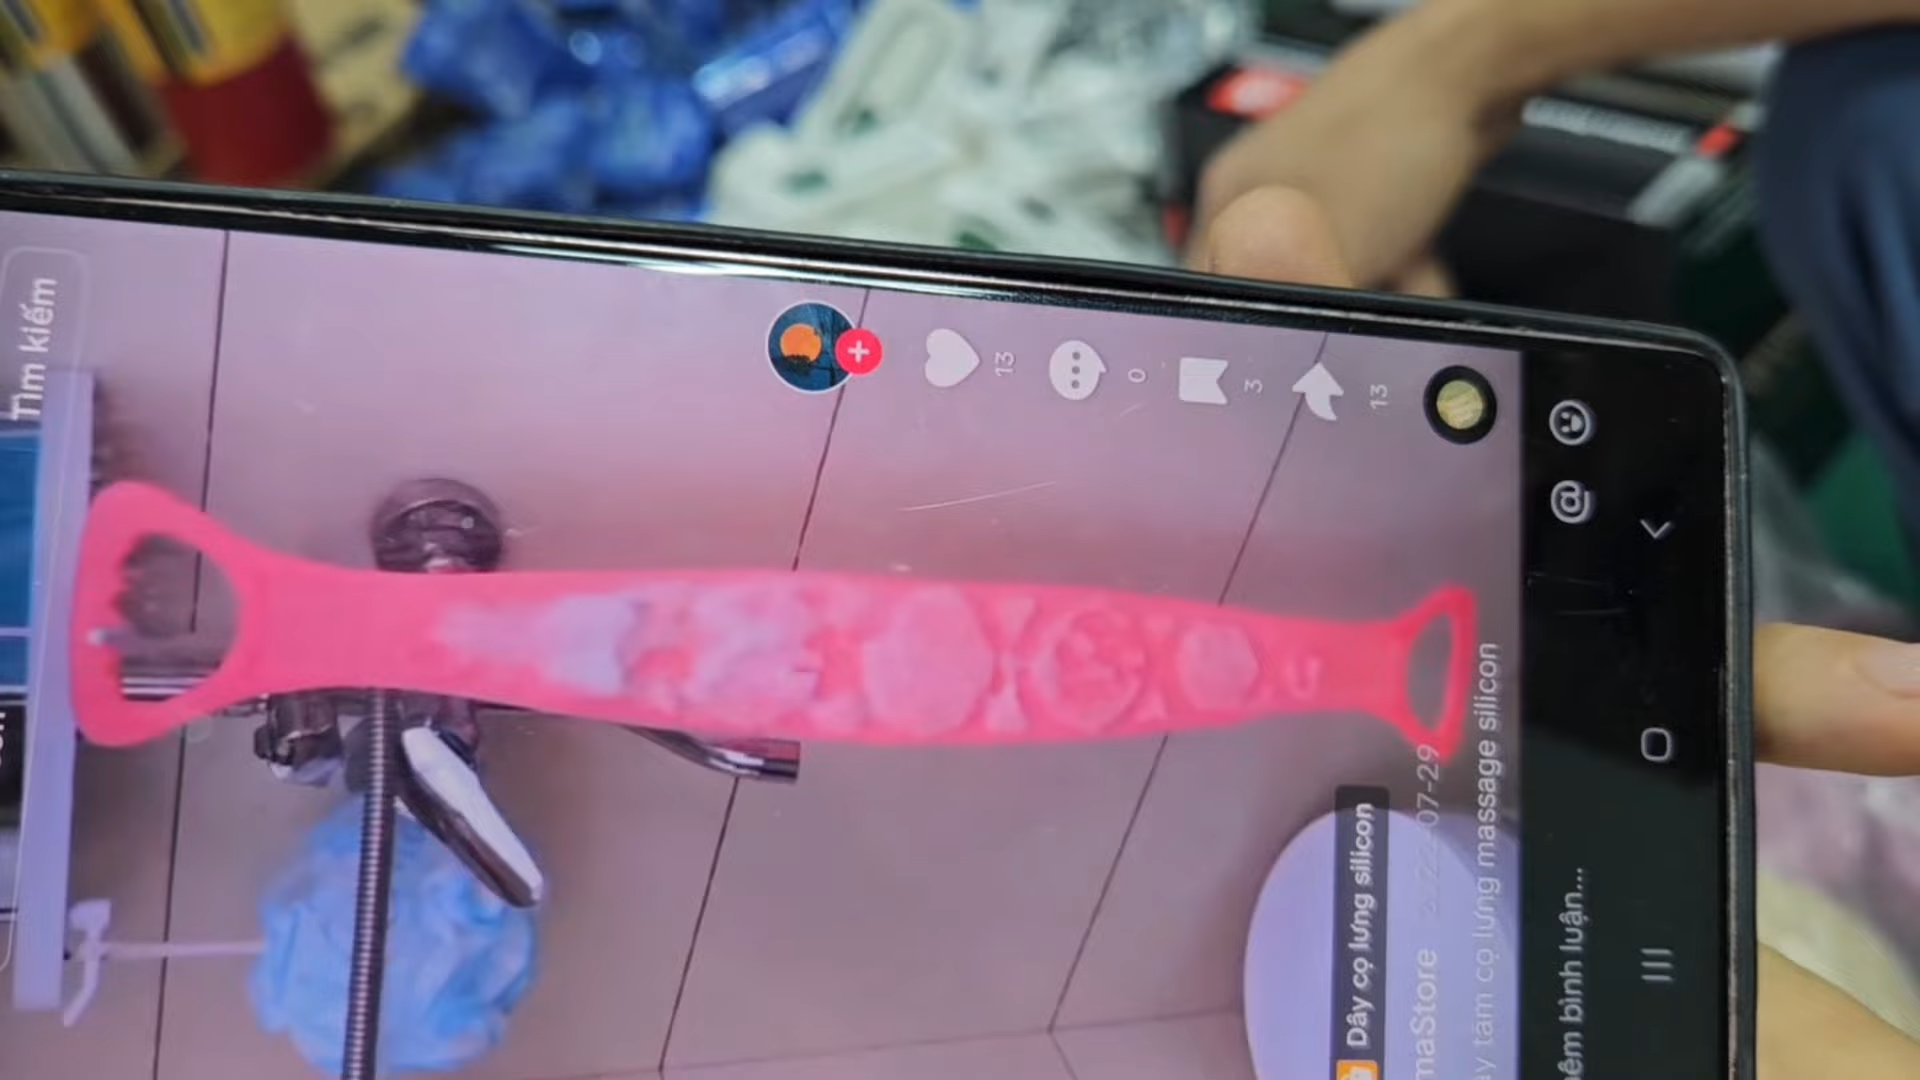 Tìm kiếm
13
0
3
13
Dây cọ lưng silicon
maStore
07-29
tắm cọ lưng massage silicon
bình luận...
@